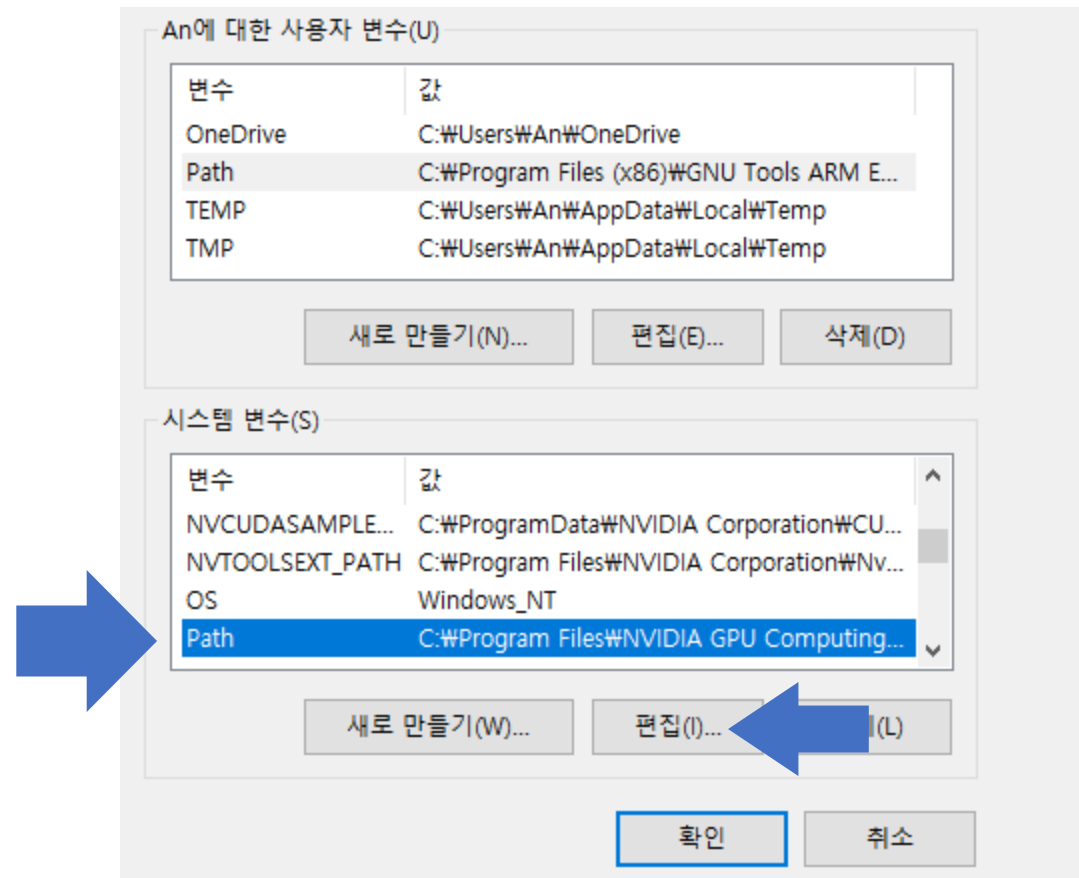 An에 대한 사용자 변수(U)
변수 값
OneDrive C:₩Users₩An₩OneDrive
Path C:₩Program Files (x86)₩GNU Tools ARM E...
TEMP C:₩Users₩An₩AppData₩Local₩Temp
TMP C:₩Users₩An₩AppData₩Local₩Temp
새로 만들기(N)... 편집(E)... 삭제(D)
시스템 변수(S)
변수 값
NVCUDASAMPLE... C:₩ProgramData₩NVIDIA Corporation₩CU...
NVTOOLSEXT_PATH C:₩Program Files₩NVIDIA Corporation₩Nv...
OS Windows_NT
Path C:₩Program Files₩NVIDIA GPU Computing...
새로 만들기(W)... 편집(I)... (L)
확인 취소